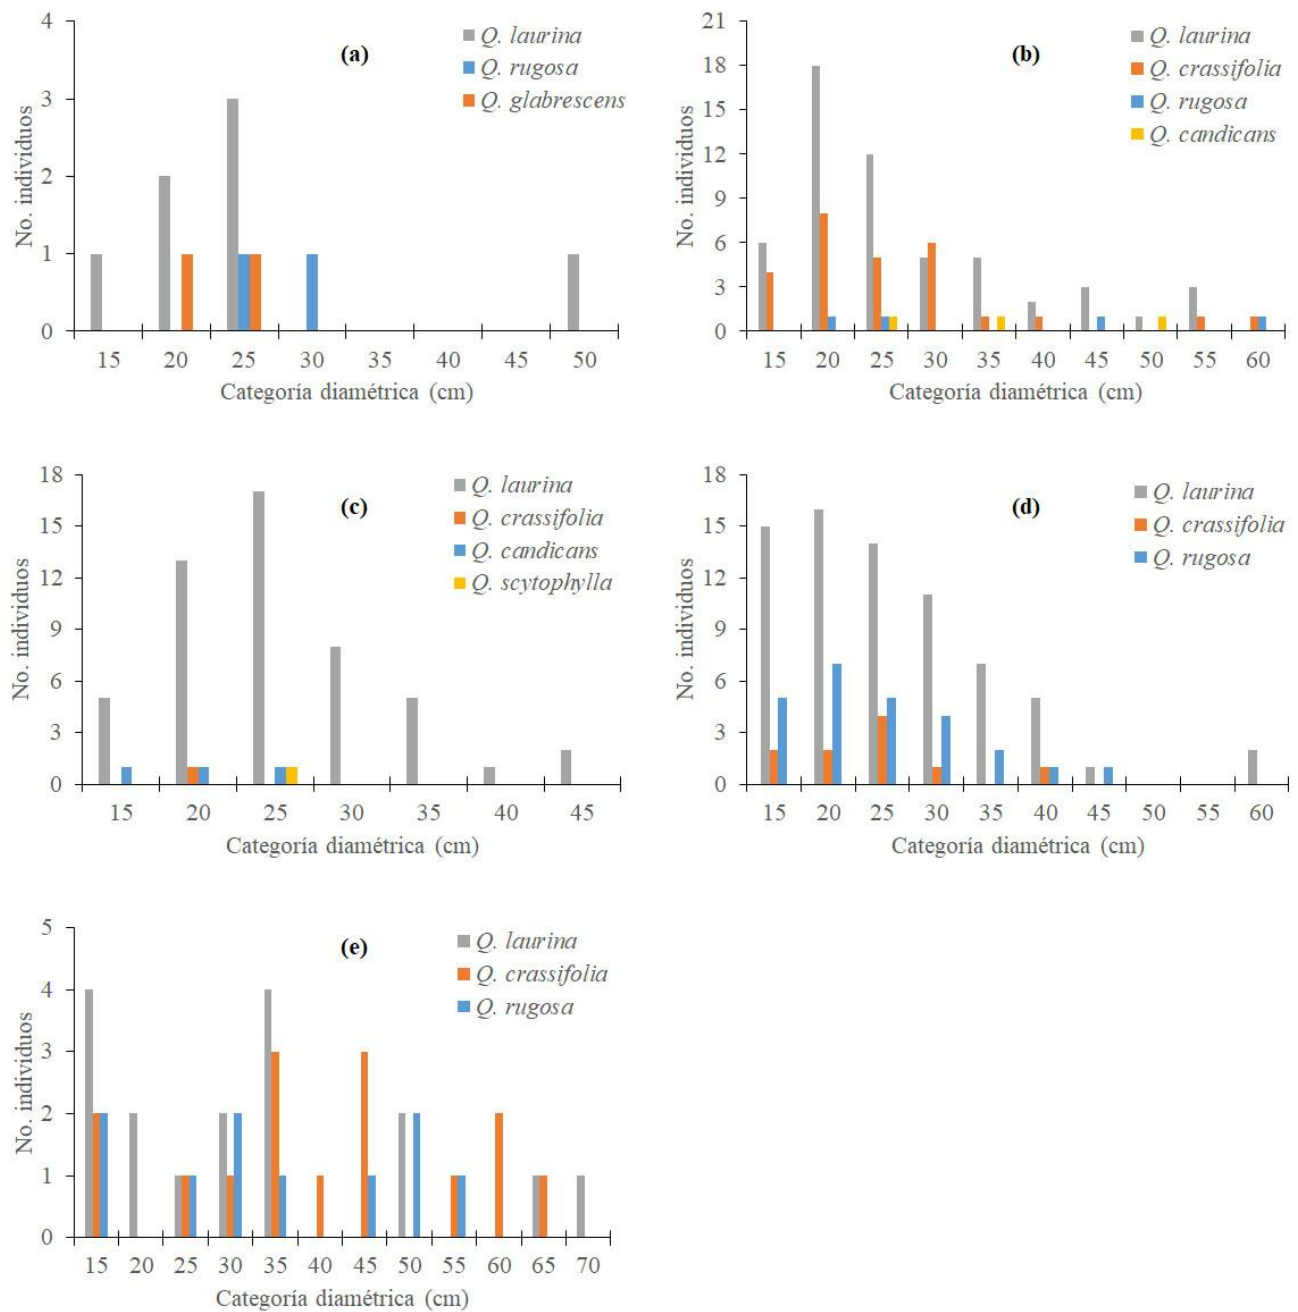 4
3
2
1
0
No. individuos
(a)
Q. laurina
Q. rugosa
Q. glabrescens
15 20 25 30 35 40 45 50
Categoría diamétrica (cm)
21
18
15
12
9
6
3
0
No. individuos
(b)
Q. laurina
Q. crassifolia
Q. rugosa
Q. candicans
15 20 25 30 35 40 45 50 55 60
Categoría diamétrica (cm)
18
15
12
9
6
3
0
No. individuos
(c)
Q. laurina
Q. crassifolia
Q. candicans
Q. scytophylla
15 20 25 30 35 40 45
Categoría diamétrica (cm)
18
15
12
9
6
3
0
No. individuos
(d)
Q. laurina
Q. crassifolia
Q. rugosa
15 20 25 30 35 40 45 50 55 60
Categoría diamétrica (cm)
5
4
3
2
1
0
No. individuos
(e)
Q. laurina
Q. crassifolia
Q. rugosa
15 20 25 30 35 40 45 50 55 60 65 70
Categoría diamétrica (cm)